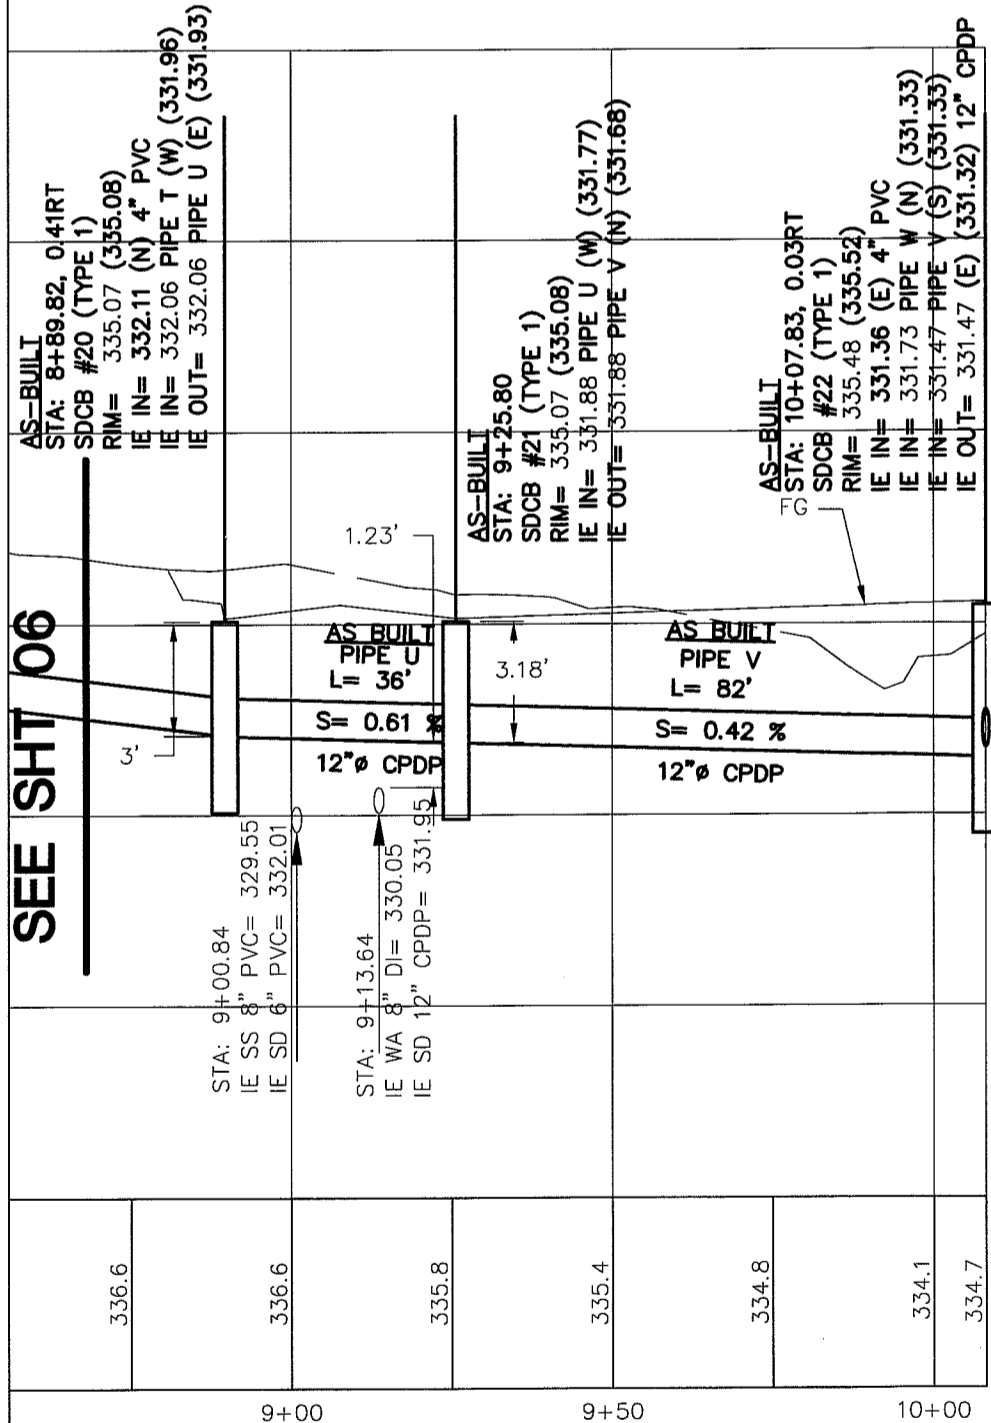 SEE SHT 06
AS-BUILT
STA: 8+89.82, 0.41RT
SDCB #20 (TYPE 1)
RIM= 335.07 (335.08)
IE IN= 332.11 (N) 4" PVC
IE IN= 332.06 PIPE T (W) (331.96)
IE OUT= 332.06 PIPE U (E) (331.93)
AS-BUILT
STA: 9+25.80
SDCB #21 (TYPE 1)
RIM= 335.07 (335.08)
IE IN= 331.88 PIPE U (W) (331.77)
IE OUT= 331.88 PIPE V (N) (331.68)
AS-BUILT
STA: 10+07.83, 0.03RT
SDCB #22 (TYPE 1)
RIM= 335.48 (335.52)
IE IN= 331.36 (E) 4" PVC
IE IN= 331.73 PIPE W (N) (331.33)
IE IN= 331.47 PIPE V (S) (331.33)
IE OUT= 331.47 (E) (331.32) 12" CPDP
FG
1.23'
3'
3.18'
AS BUILT
PIPE U
L= 36'
S= 0.61 %
12"ø CPDP
AS BUILT
PIPE V
L= 82'
S= 0.42 %
12"ø CPDP
STA: 9+00.84
IE SS 8" PVC= 329.55
IE SD 6" PVC= 332.01
STA: 9+13.64
IE WA 8" DI= 330.05
IE SD 12" CPDP= 331.95
336.6
336.6
335.8
335.4
334.8
334.1
334.7
9+00
9+50
10+00